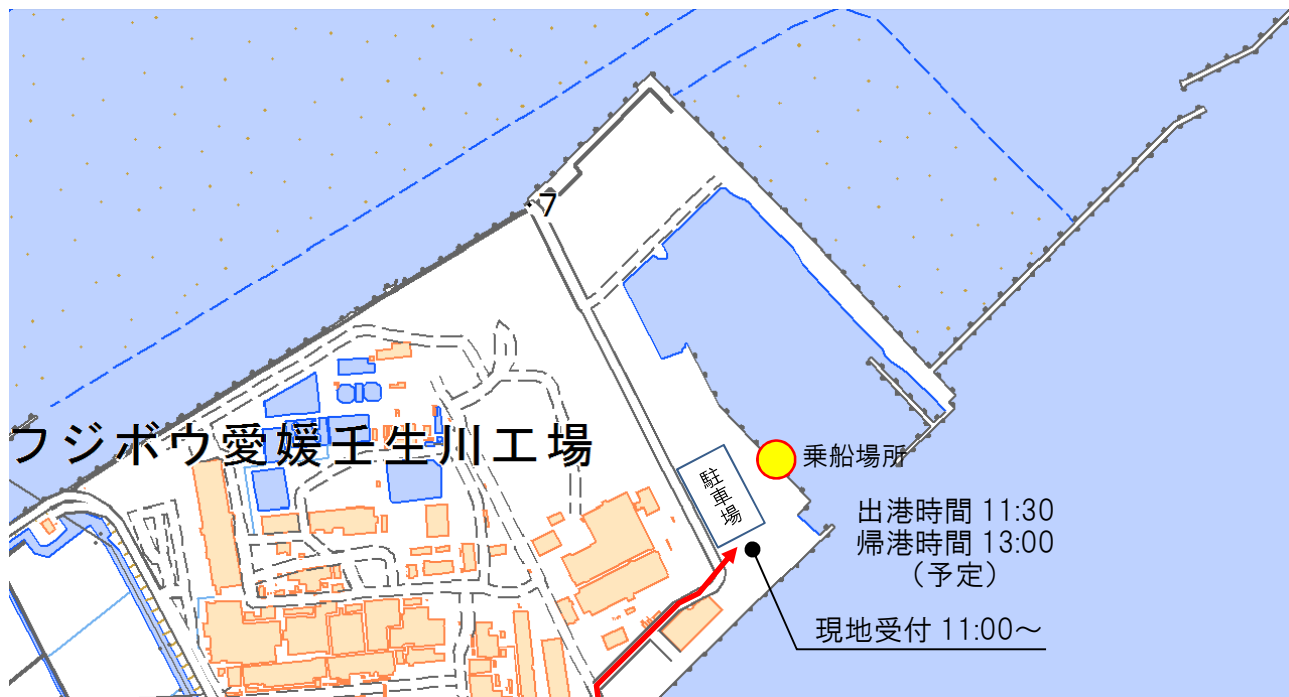 ・7
フジボウ愛媛壬生川工場
乗船場所
駐車場
出港時間 11:30
帰港時間 13:00
（予定）
現地受付 11:00～